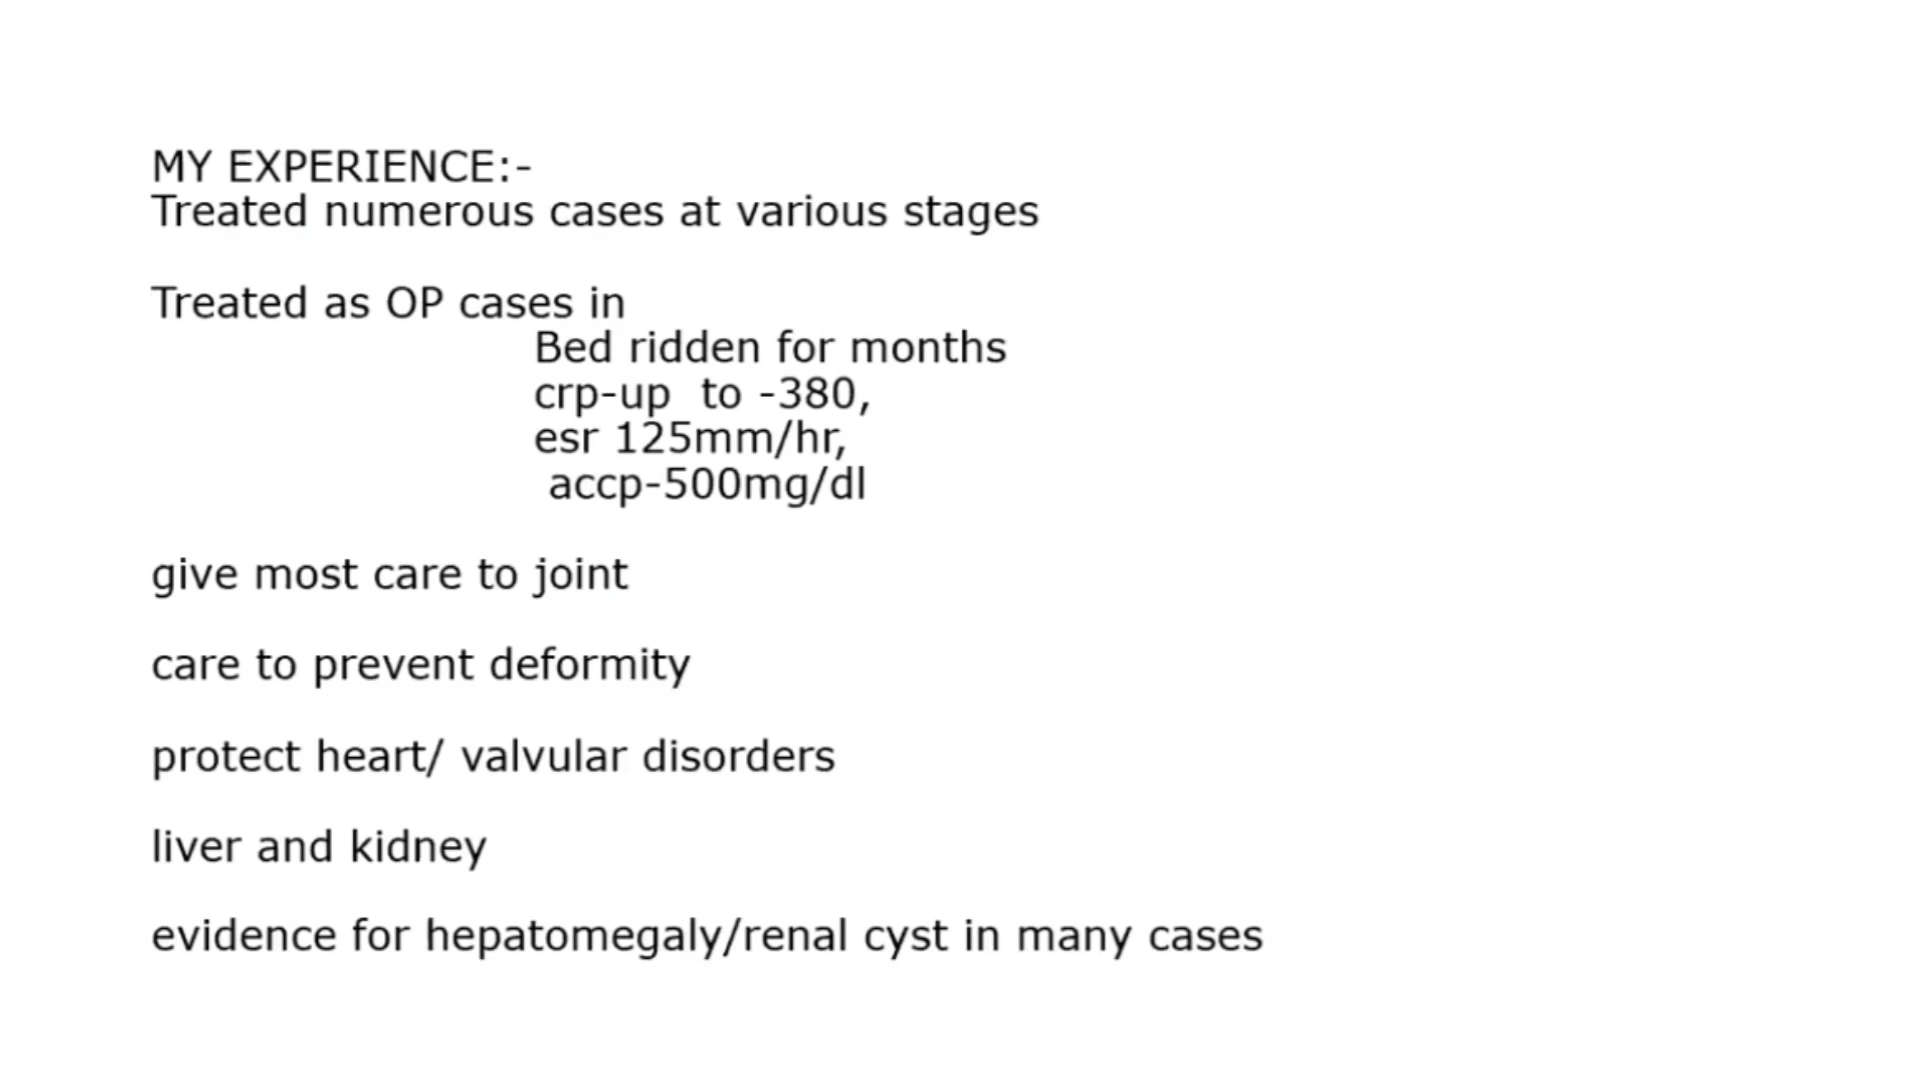 MY EXPERIENCE:-
Treated numerous cases at various stages
Treated as OP cases in
Bed ridden for months
crp-up  to -380,
esr 125mm/hr,
accp-500mg/dl
give most care to joint
care to prevent deformity
protect heart/ valvular disorders
liver and kidney
evidence for hepatomegaly/renal cyst in many cases